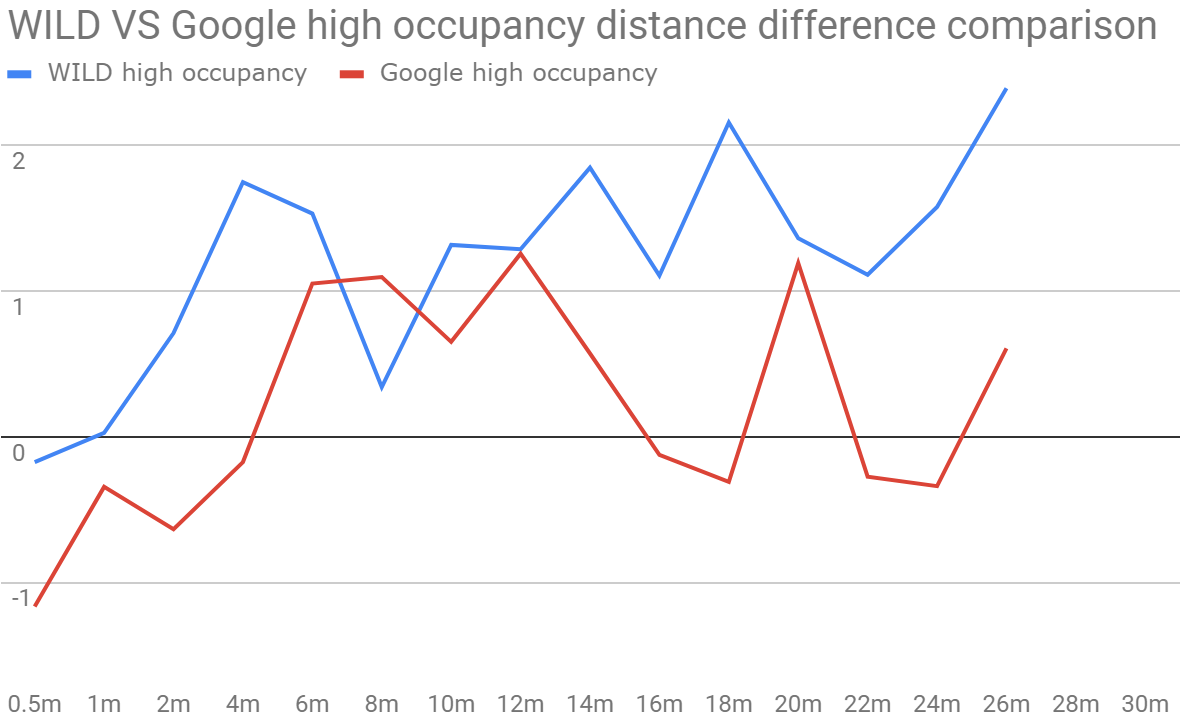 WILD VS Google high occupancy distance difference comparison
WILD high occupancy Google high occupancy
2
1
0
-1
0.5m 1m 2m 4m 6m 8m 10m 12m 14m 16m 18m 20m 22m 24m 26m 28m 30m